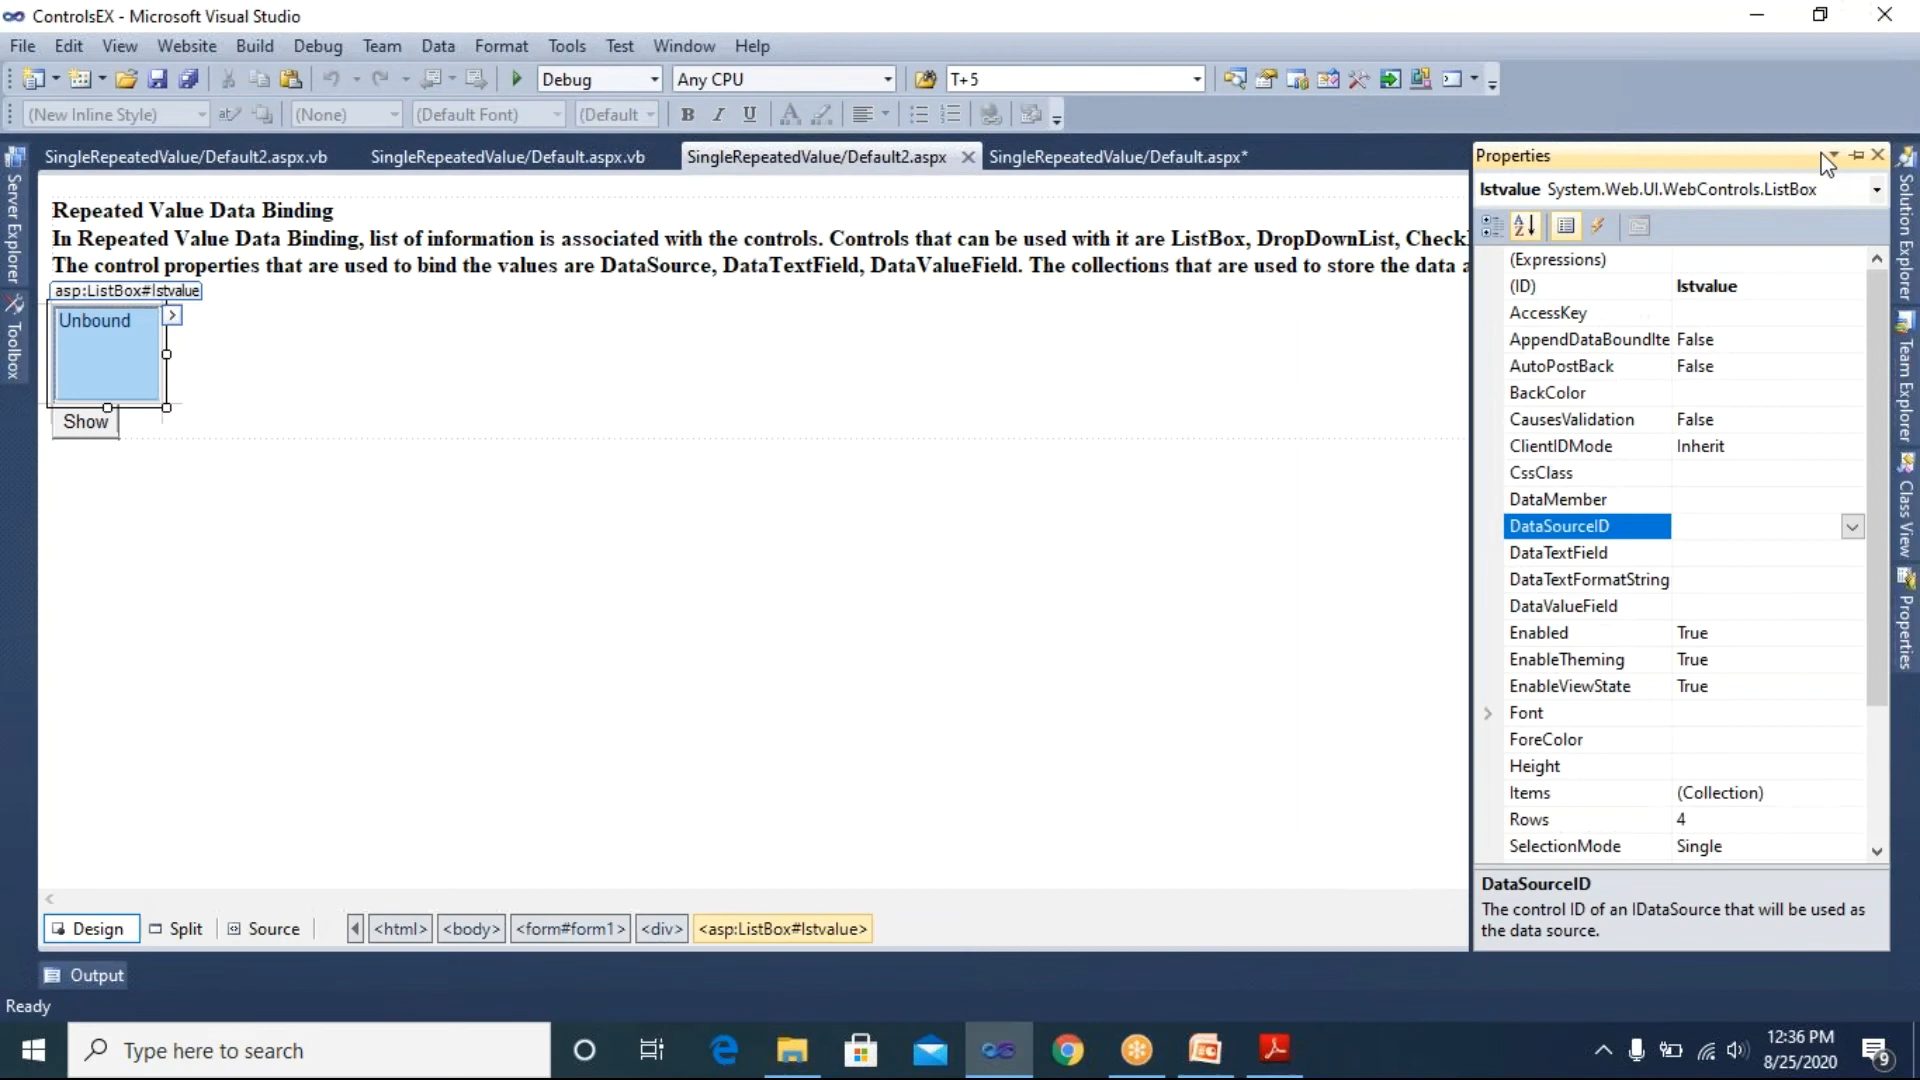 ControlsEX - Microsoft Visual Studio
File Edit View Website Build Debug Team Data Format Tools Test Window Help
Debug Any CPU T+5
(New Inline Style) (None) (Default Font) (Default B I U
SingleRepeatedValue/Default2.aspx.vb SingleRepeatedValue/Default.aspx.vb SingleRepeatedValue/Default2.aspx SingleRepeatedValue/Default.aspx*
Server Explorer
Toolbox
Repeated Value Data Binding
In Repeated Value Data Binding, list of information is associated with the controls. Controls that can be used with it are ListBox, DropDownList, Check
The control properties that are used to bind the values are DataSource, DataTextField, DataValueField. The collections that are used to store the data a
asp:ListBox#lstvalue
Unbound
Show
Properties
lstvalue System.Web.UI.WebControls.ListBox
(Expressions)
(ID) lstvalue
AccessKey
AppendDataBoundIte False
AutoPostBack False
BackColor
CausesValidation False
ClientIDMode Inherit
CssClass
DataMember
DataSourceID
DataTextField
DataTextFormatString
DataValueField
Enabled True
EnableTheming True
EnableViewState True
Font
ForeColor
Height
Items (Collection)
Rows 4
SelectionMode Single
DataSourceID
The control ID of an IDataSource that will be used as
the data source.
Solution Explorer
Team Explorer
Class View
Properties
Design Split Source <html> <body> <form#form1> <div> <asp:ListBox#lstvalue>
Output
Ready
Type here to search
12:36 PM
8/25/2020
9